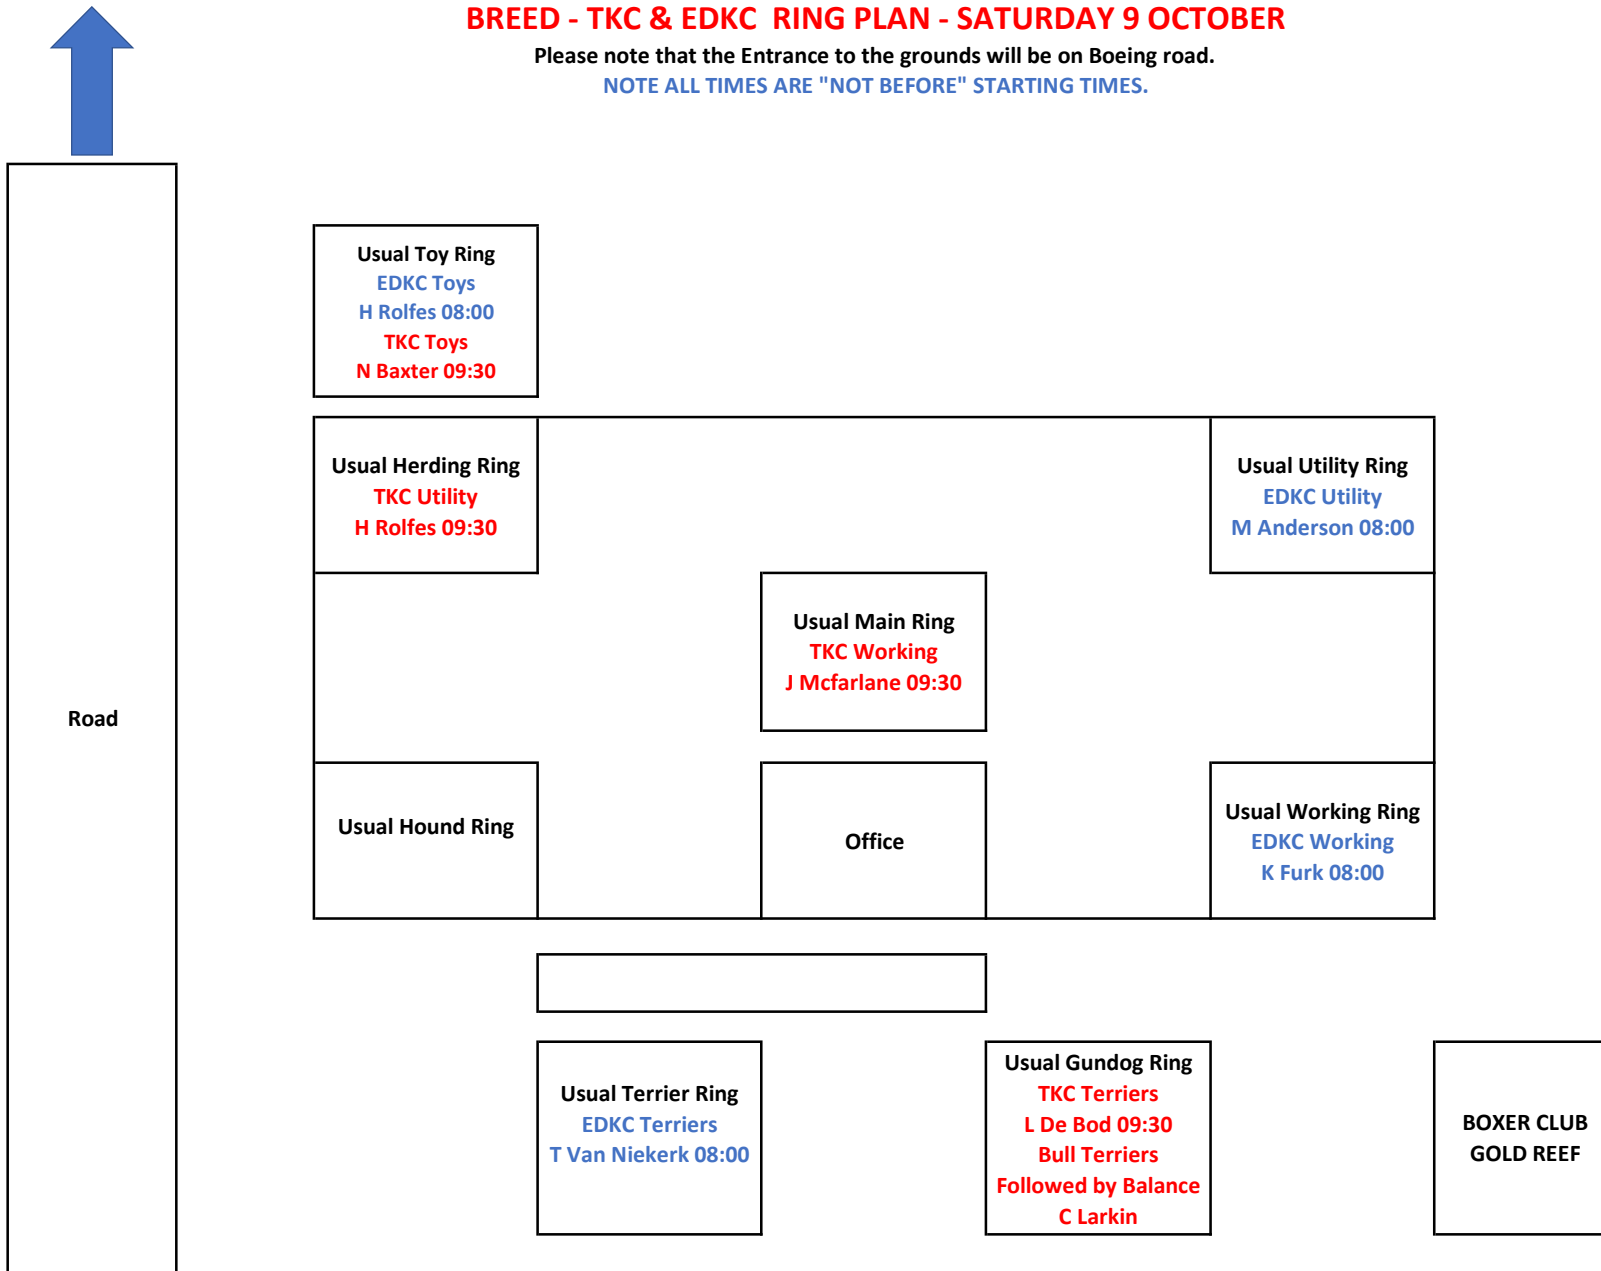 BREED - TKC & EDKC RING PLAN - SATURDAY 9 OCTOBER
Please note that the Entrance to the grounds will be on Boeing road.
NOTE ALL TIMES ARE "NOT BEFORE" STARTING TIMES.
Usual Toy Ring
EDKC Toys
H Rolfes 08:00
TKC Toys
N Baxter 09:30
Usual Herding Ring
TKC Utility
H Rolfes 09:30
Usual Utility Ring
EDKC Utility
M Anderson 08:00
Usual Main Ring
TKC Working
J Mcfarlane 09:30
Road
Usual Hound Ring
Office
Usual Working Ring
EDKC Working
K Furk 08:00
Usual Terrier Ring
EDKC Terriers
T Van Niekerk 08:00
Usual Gundog Ring
TKC Terriers
L De Bod 09:30
Bull Terriers
Followed by Balance
C Larkin
BOXER CLUB
GOLD REEF